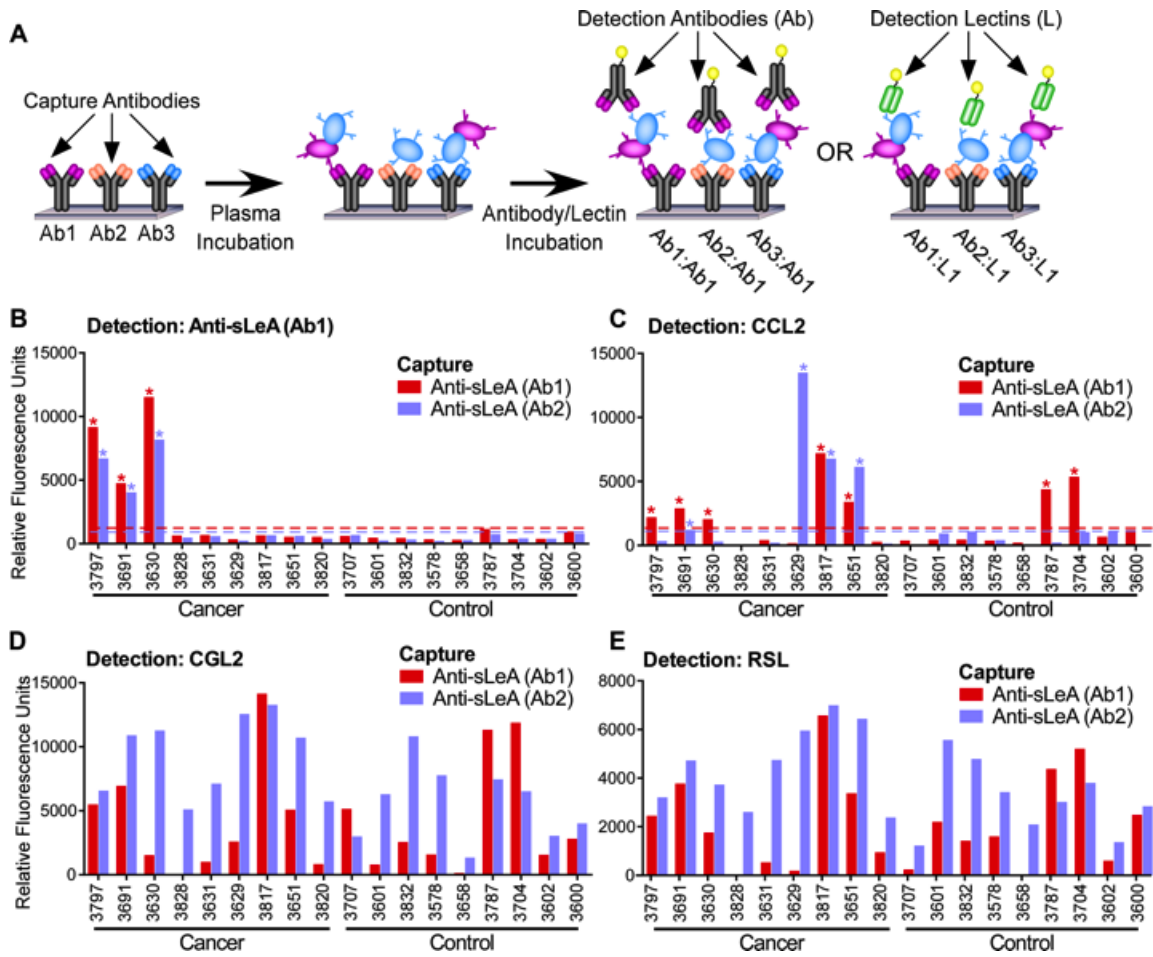 A
Detection Antibodies (Ab)
Detection Lectins (L)
Capture Antibodies
OR
Ab1 Ab2 Ab3
Plasma
Incubation
Antibody/Lectin
Incubation
Ab1:Ab1
Ab2:Ab1
Ab3:Ab1
Ab1:L1
Ab2:L1
Ab3:L1
B
Detection: Anti-sLeA (Ab1)
Relative Fluorescence Units
15000
10000
5000
0
Capture
Anti-sLeA (Ab1)
Anti-sLeA (Ab2)
* * * * * *
3797 3691 3630 3828 3631 3629 3817 3651 3820 3707 3601 3832 3578 3658 3787 3704 3602 3600
Cancer Control
C
Detection: CCL2
15000
10000
5000
0
Capture
Anti-sLeA (Ab1)
Anti-sLeA (Ab2)
* * * * * * * * * * *
3797 3691 3630 3828 3631 3629 3817 3651 3820 3707 3601 3832 3578 3658 3787 3704 3602 3600
Cancer Control
D
Detection: CGL2
Relative Fluorescence Units
15000
10000
5000
0
Capture
Anti-sLeA (Ab1)
Anti-sLeA (Ab2)
3797 3691 3630 3828 3631 3629 3817 3651 3820 3707 3601 3832 3578 3658 3787 3704 3602 3600
Cancer Control
E
Detection: RSL
8000
6000
4000
2000
0
Capture
Anti-sLeA (Ab1)
Anti-sLeA (Ab2)
3797 3691 3630 3828 3631 3629 3817 3651 3820 3707 3601 3832 3578 3658 3787 3704 3602 3600
Cancer Control